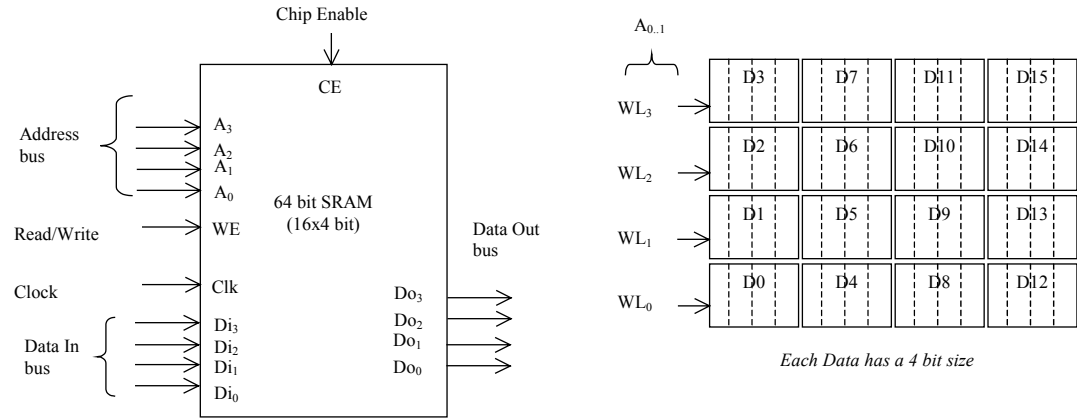 Chip Enable
CE
Address
bus
A₃
A₂
A₁
A₀
64 bit SRAM
(16x4 bit)
Read/Write
WE
Data Out
bus
Clock
Clk
Data In
bus
Di₃
Di₂
Di₁
Di₀
Do₃
Do₂
Do₁
Do₀
A₀..₁
WL₃ D3 D7 D11 D15
WL₂ D2 D6 D10 D14
WL₁ D1 D5 D9 D13
WL₀ D0 D4 D8 D12
Each Data has a 4 bit size